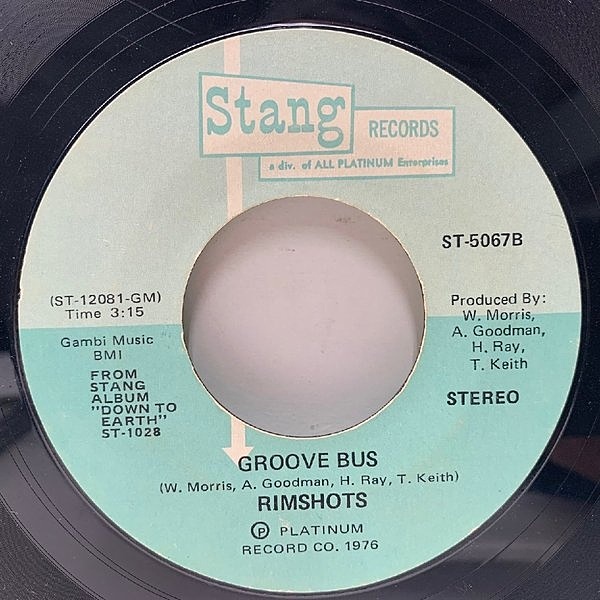 Stang
RECORDS
a div. of ALL PLATINUM Enterprises
ST-5067B
(ST-12081-GM)
Time 3:15
Gambi Music
BMI
FROM
STANG
ALBUM
"DOWN TO
EARTH"
ST-1028
Produced By:
W. Morris,
A. Goodman,
H. Ray,
T. Keith
STEREO
GROOVE BUS
(W. Morris, A. Goodman, H. Ray, T. Keith)
RIMSHOTS
Ⓟ PLATINUM
RECORD CO. 1976